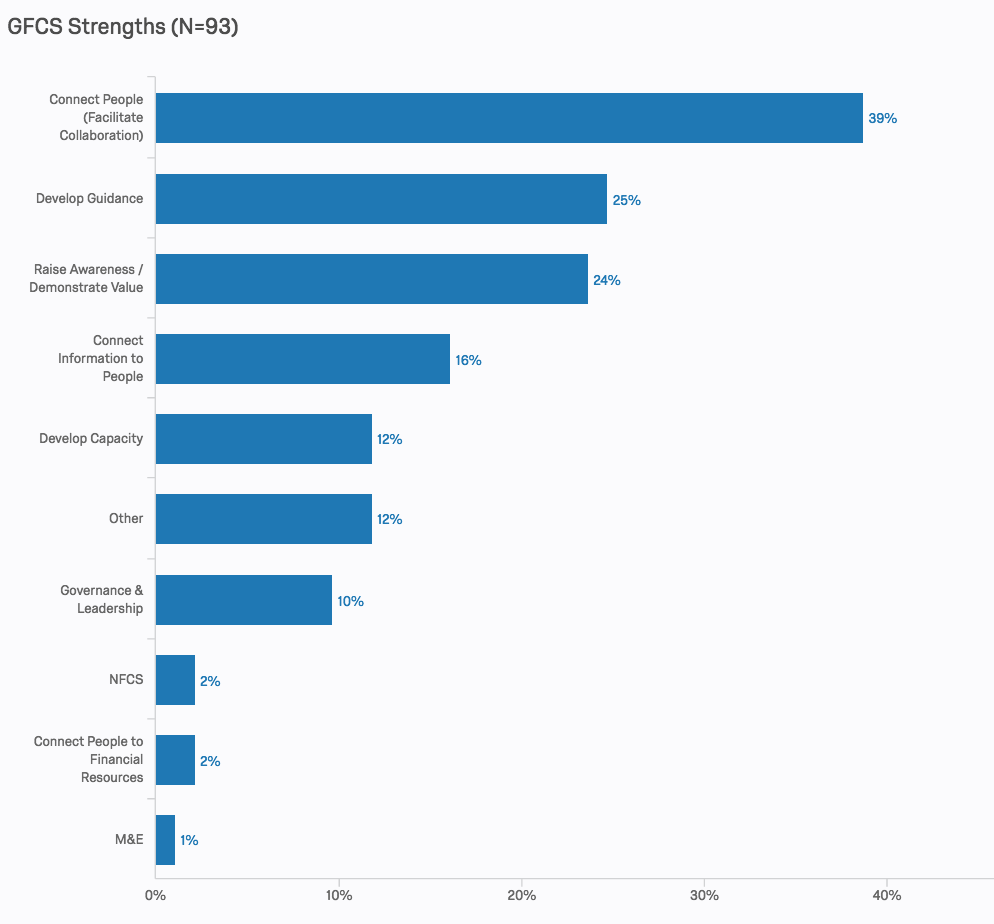 GFCS Strengths (N=93)
Connect People
(Facilitate
Collaboration)
39%
Develop Guidance
25%
Raise Awareness /
Demonstrate Value
24%
Connect
Information to
People
16%
Develop Capacity
12%
Other
12%
Governance &
Leadership
10%
NFCS
2%
Connect People to
Financial
Resources
2%
M&E
1%
0%
10%
20%
30%
40%